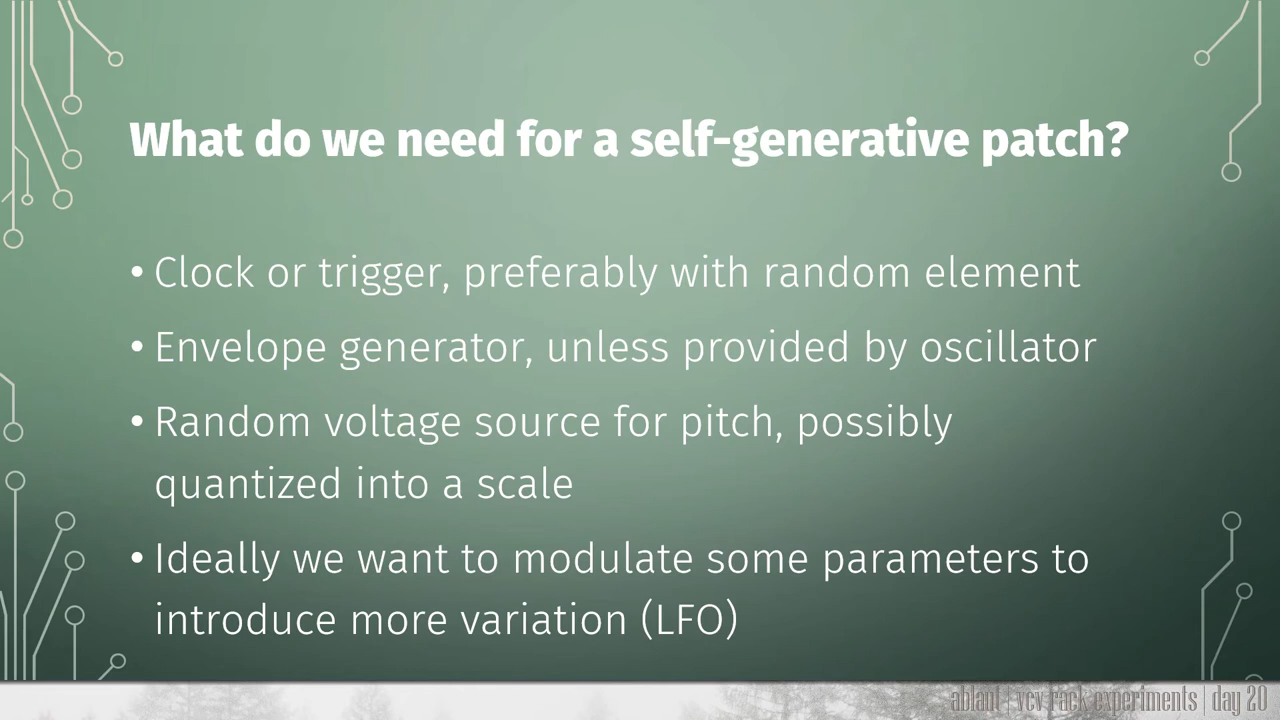 What do we need for a self-generative patch?
• Clock or trigger, preferably with random element
• Envelope generator, unless provided by oscillator
• Random voltage source for pitch, possibly
quantized into a scale
• Ideally we want to modulate some parameters to
introduce more variation (LFO)
ablant | vcv rack experiments | day 20